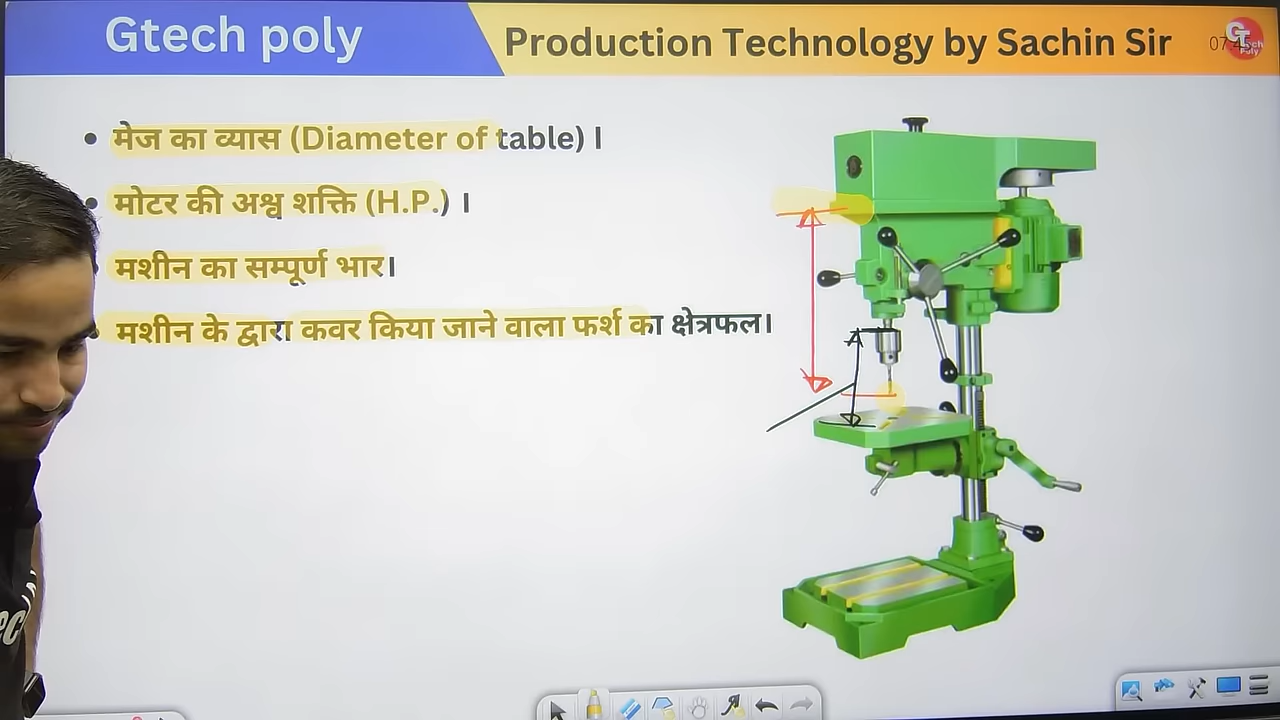 Gtech poly
Production Technology by Sachin Sir
मेज का व्यास (Diameter of table) ।
मोटर की अश्व शक्ति (H.P.) ।
मशीन का सम्पूर्ण भार।
मशीन के द्वारा कवर किया जाने वाला फर्श का क्षेत्रफल।